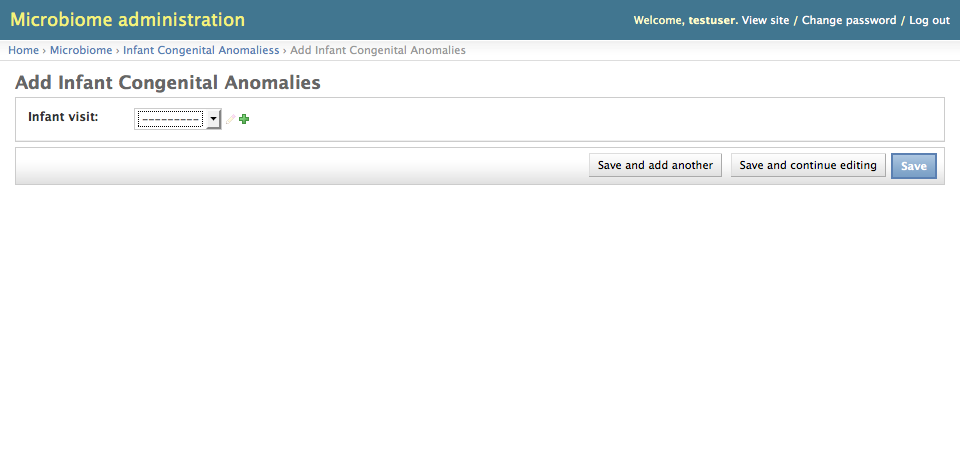 Microbiome administration
Welcome, testuser. View site / Change password / Log out
Home › Microbiome › Infant Congenital Anomaliess › Add Infant Congenital Anomalies
Add Infant Congenital Anomalies
Infant visit: ---------
Save and add another Save and continue editing Save